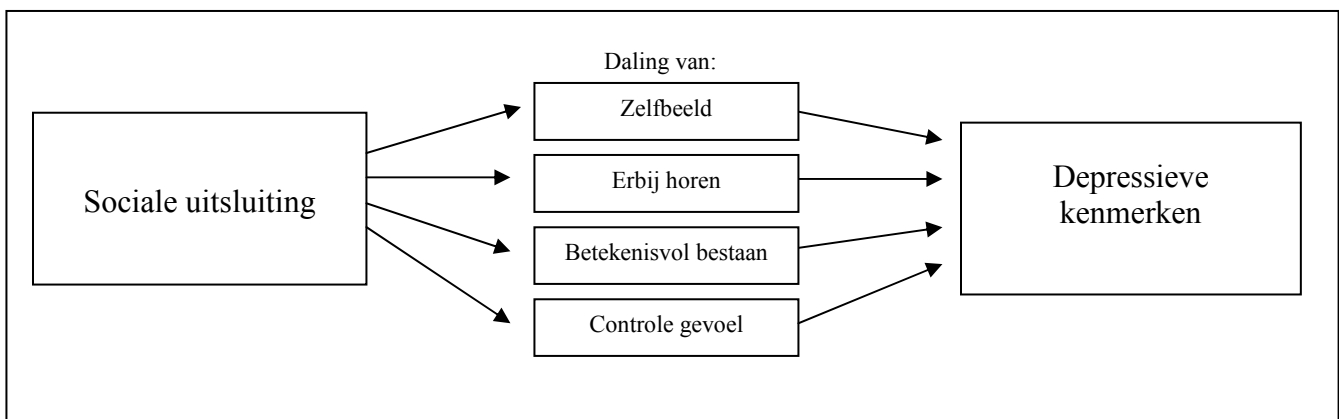 Daling van:
Zelfbeeld
Sociale uitsluiting
Erbij horen
Betekenisvol bestaan
Controle gevoel
Depressieve
kenmerken